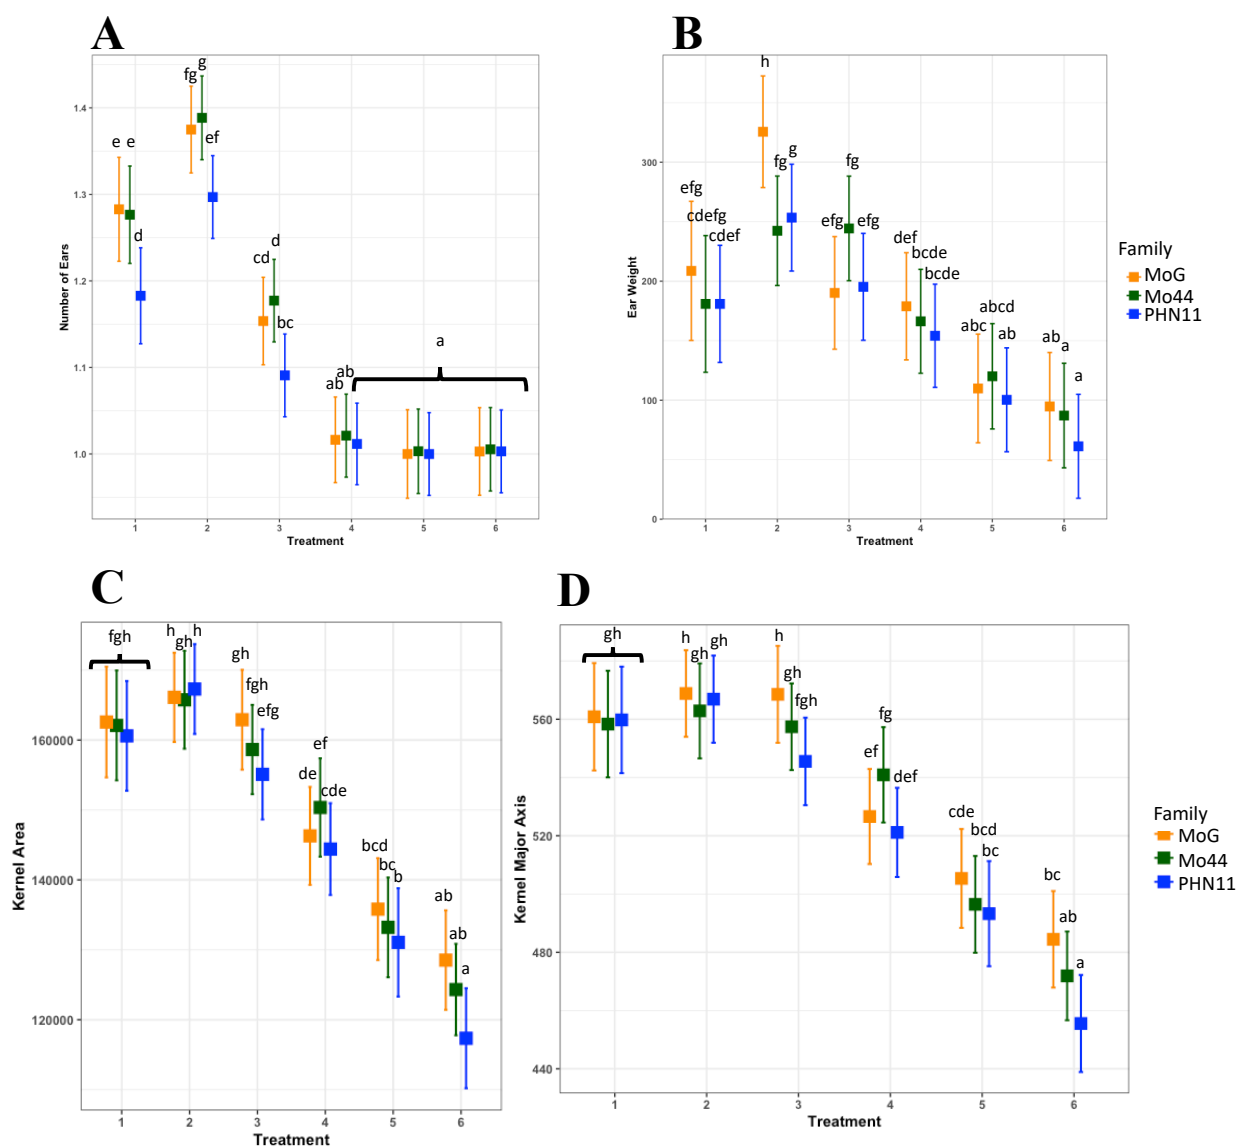 A
B
g
fg
1.4
ef
e e
1.3
d
d
cd
1.2
bc
a
ab
ab
1.1
1.0
Number of Ears
1 2 3 4 5 6
Treatment
h
g
fg
fg
300
efg
cdefg
cdef
efg
efg
def
bcde
bcde
200
abcd
abc
ab
ab
a
a
100
0
Ear Weight
1 2 3 4 5 6
Treatment
Family
MoG
Mo44
PHN11
C
D
fgh
h
gh
h
gh
fgh
efg
160000
ef
de
cde
bcd
bc
b
140000
ab
ab
a
120000
Kernel Area
1 2 3 4 5 6
Treatment
gh
h
gh
gh
h
gh
fgh
560
fg
ef
def
520
cde
bcd
bc
bc
ab
a
480
440
Kernel Major Axis
1 2 3 4 5 6
Treatment
Family
MoG
Mo44
PHN11